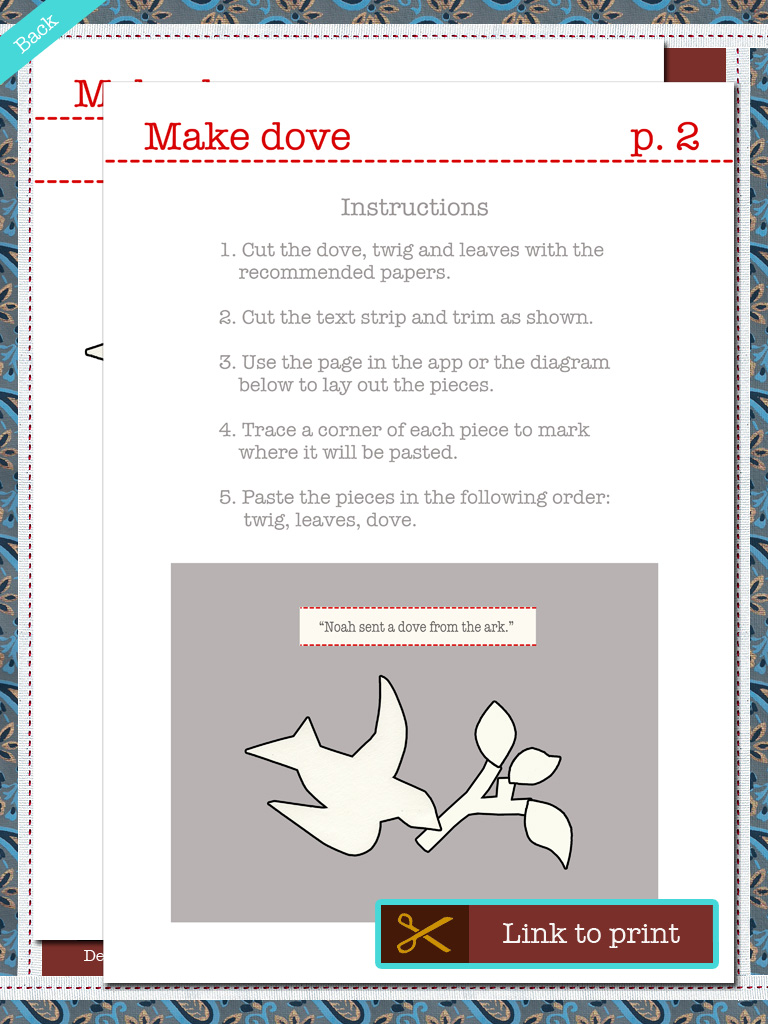 Back
Make dove p. 2
Instructions
1. Cut the dove, twig and leaves with the
recommended papers.
2. Cut the text strip and trim as shown.
3. Use the page in the app or the diagram
below to lay out the pieces.
4. Trace a corner of each piece to mark
where it will be pasted.
5. Paste the pieces in the following order:
twig, leaves, dove.
“Noah sent a dove from the ark.”
Link to print
De